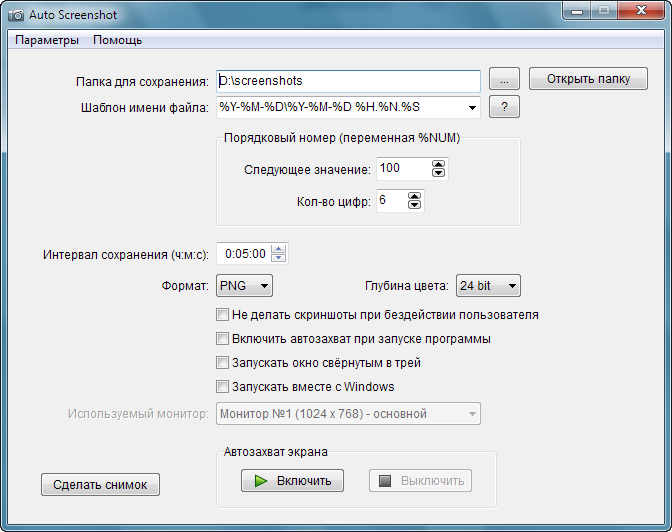 Auto Screenshot
Параметры Помощь
Папка для сохранения: D:\screenshots ... Открыть папку
Шаблон имени файла: %Y-%M-%D\%Y-%M-%D %H.%N.%S ?
Порядковый номер (переменная %NUM)
Следующее значение: 100
Кол-во цифр: 6
Интервал сохранения (ч:м:с): 0:05:00
Формат: PNG Глубина цвета: 24 bit
Не делать скриншоты при бездействии пользователя
Включить автозахват при запуске программы
Запускать окно свёрнутым в трей
Запускать вместе с Windows
Используемый монитор: Монитор №1 (1024 x 768) - основной
Автозахват экрана
Сделать снимок Включить Выключить